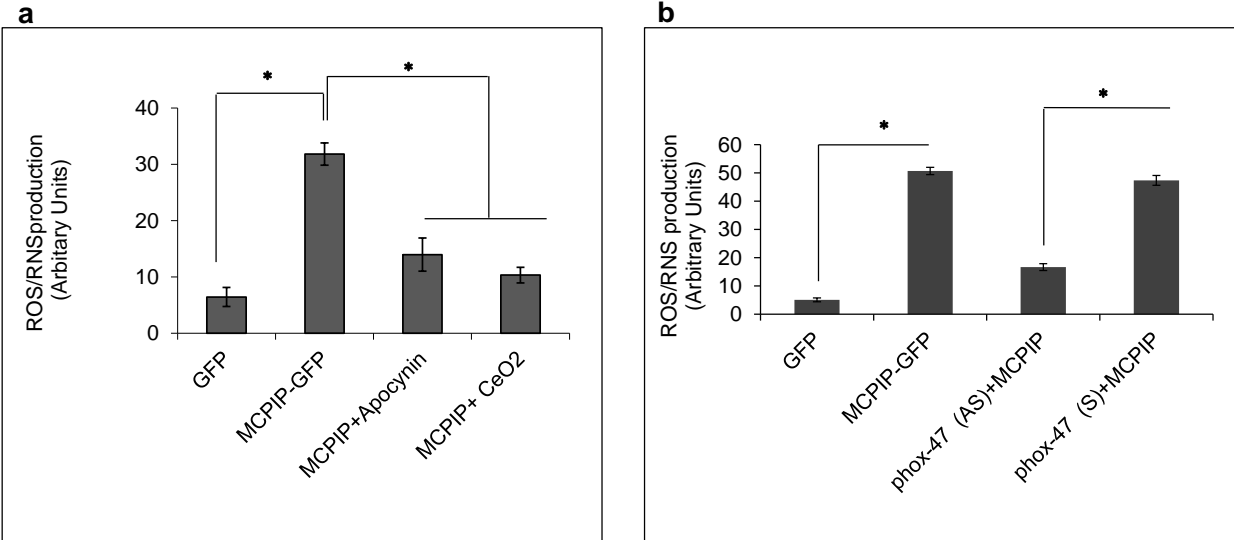 a
*
*
40
30
20
10
0
ROS/RNSproduction
(Arbitary Units)
GFP
MCPIP-GFP
MCPIP+Apocynin
MCPIP+ CeO2
b
*
*
60
50
40
30
20
10
0
ROS/RNS production
(Arbitrary Units)
GFP
MCPIP-GFP
phox-47 (AS)+MCPIP
phox-47 (S)+MCPIP